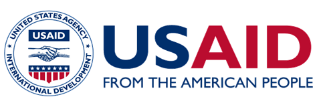 UNITED STATES AGENCY
USAID
INTERNATIONAL DEVELOPMENT
USAID
FROM THE AMERICAN PEOPLE